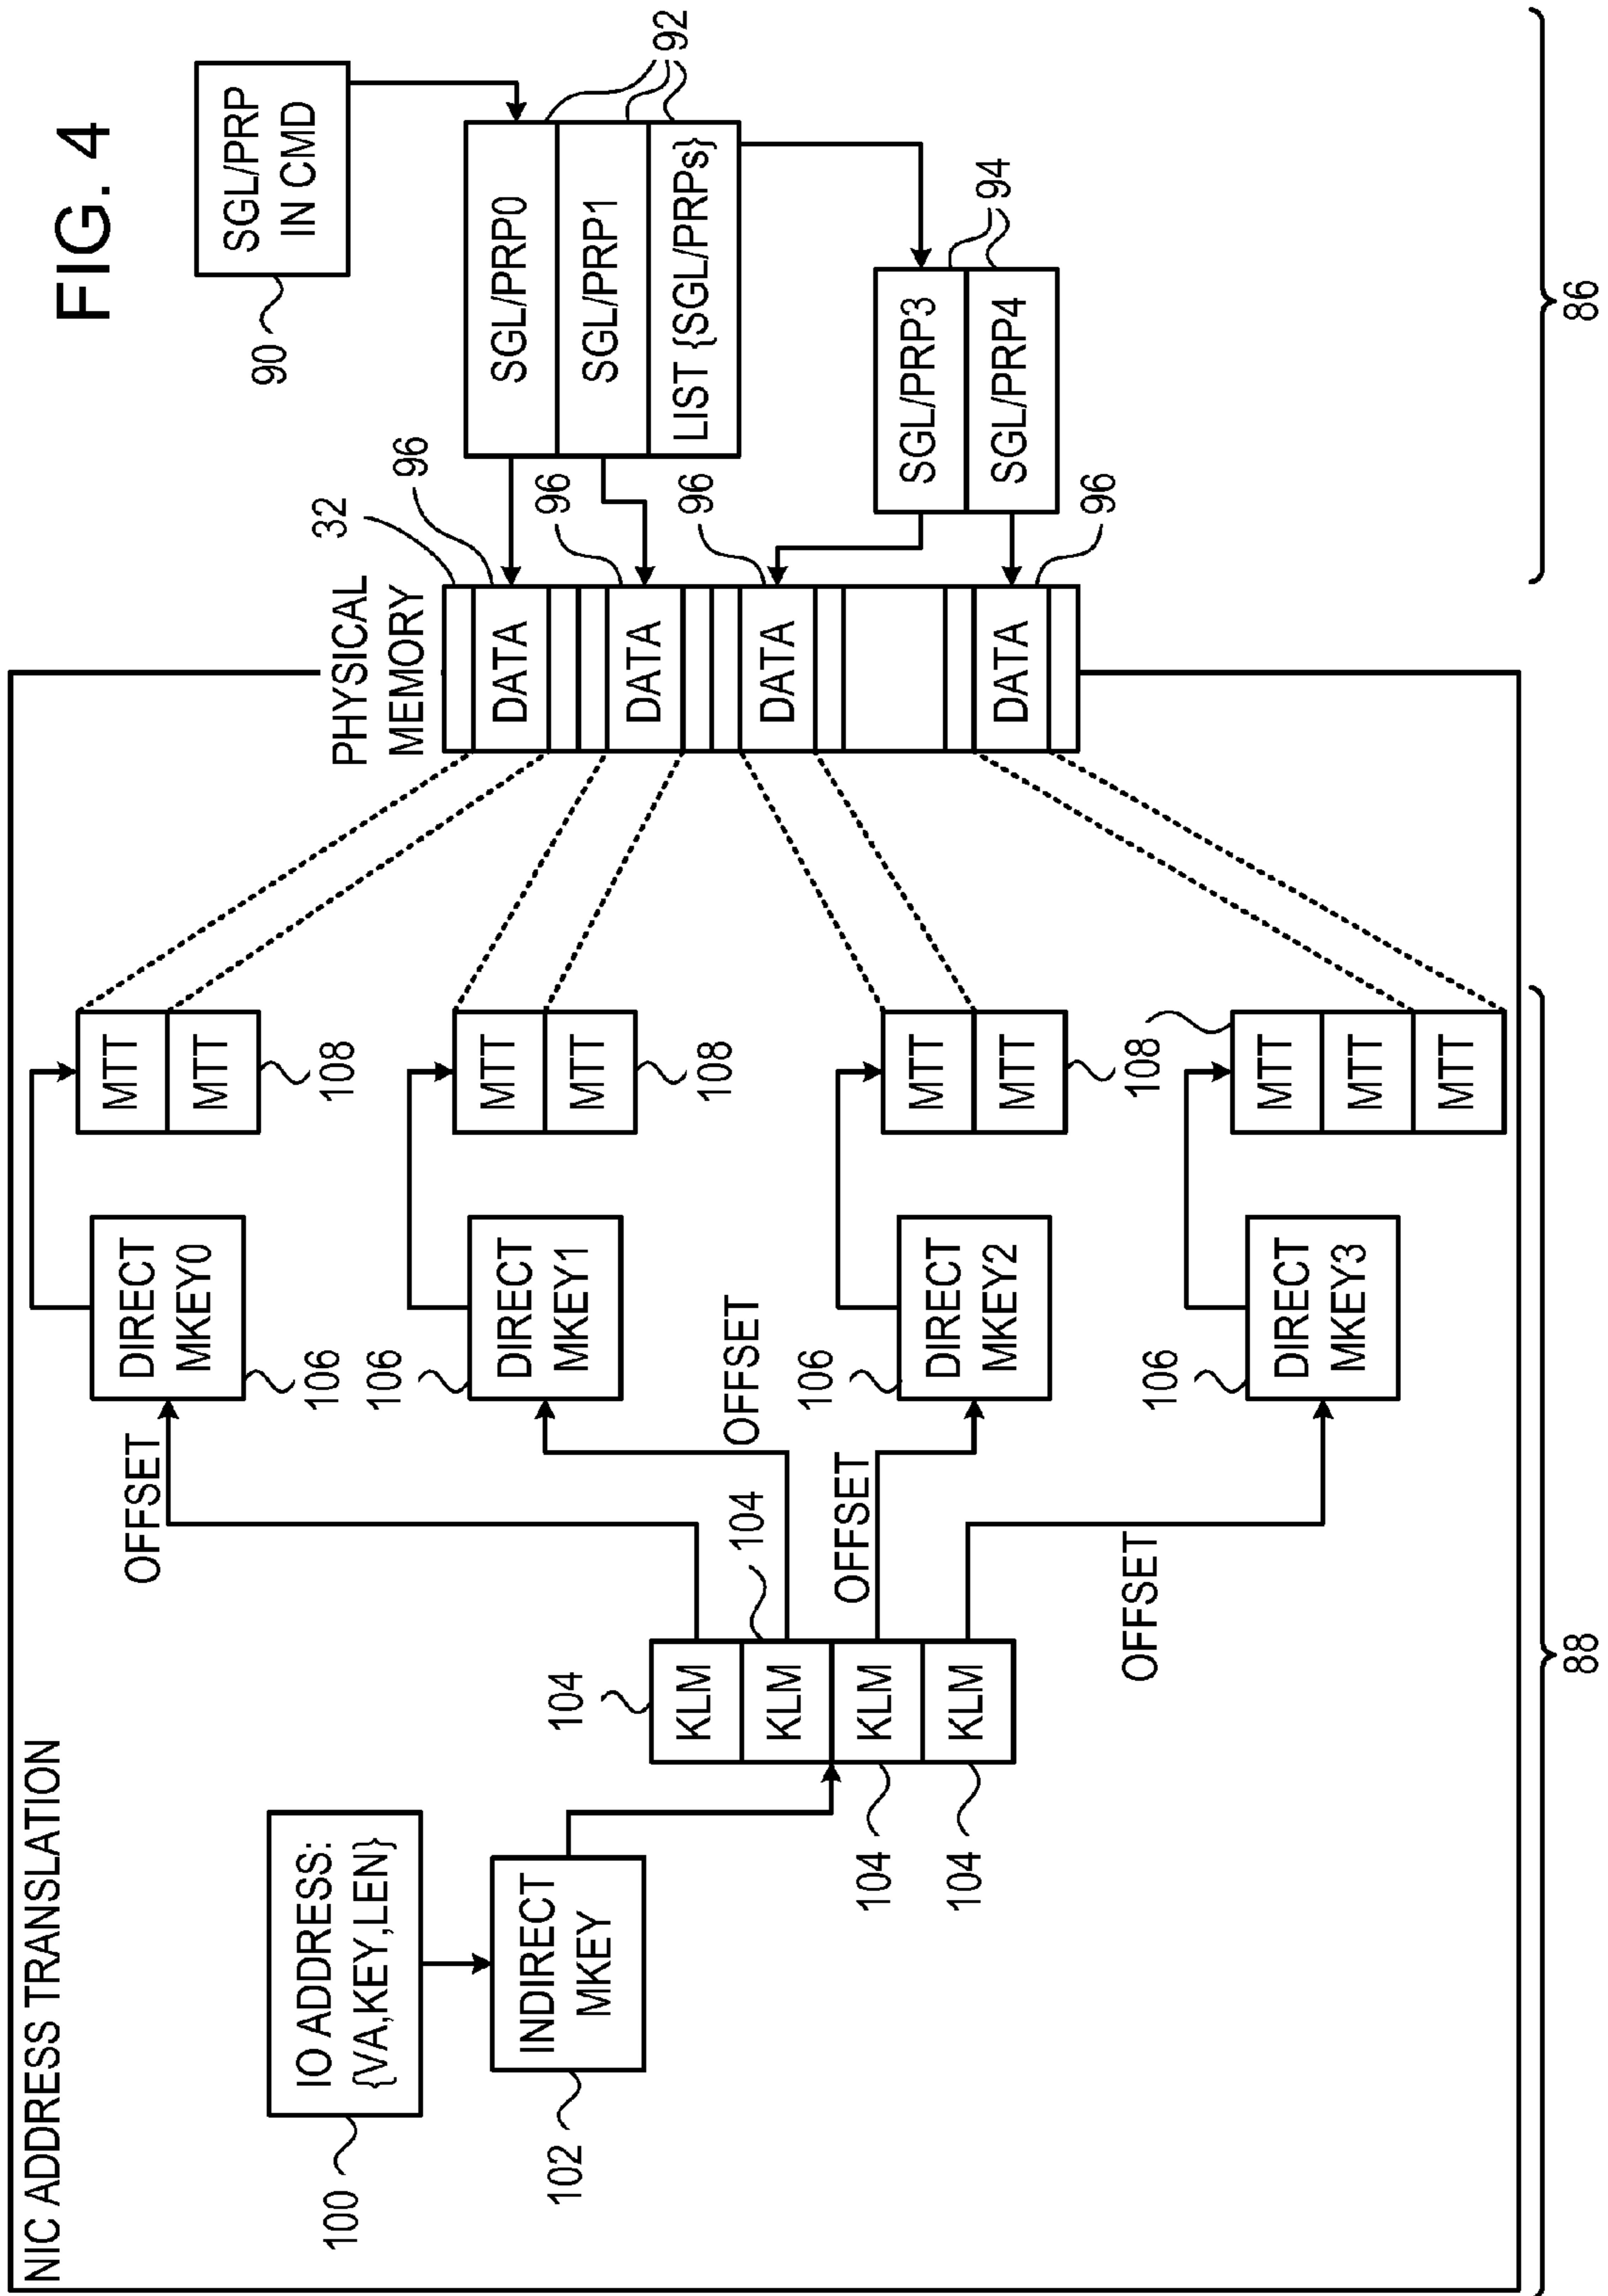 FIG. 4
NIC ADDRESS TRANSLATION
IO ADDRESS:
{VA,KEY,LEN}
100
INDIRECT
MKEY
102
104
KLM
KLM
KLM
KLM
104
104
104
OFFSET
OFFSET
OFFSET
OFFSET
DIRECT
MKEY0
106
DIRECT
MKEY1
106
DIRECT
MKEY2
106
DIRECT
MKEY3
106
MTT
MTT
108
MTT
MTT
108
MTT
MTT
108
MTT
MTT
MTT
PHYSICAL
MEMORY
32
96
DATA
96
DATA
96
DATA
DATA
96
SGL/PRP
IN CMD
90
SGL/PRP0
SGL/PRP1
LIST {SGL/PRPs}
92
SGL/PRP3
SGL/PRP4
94
88
86